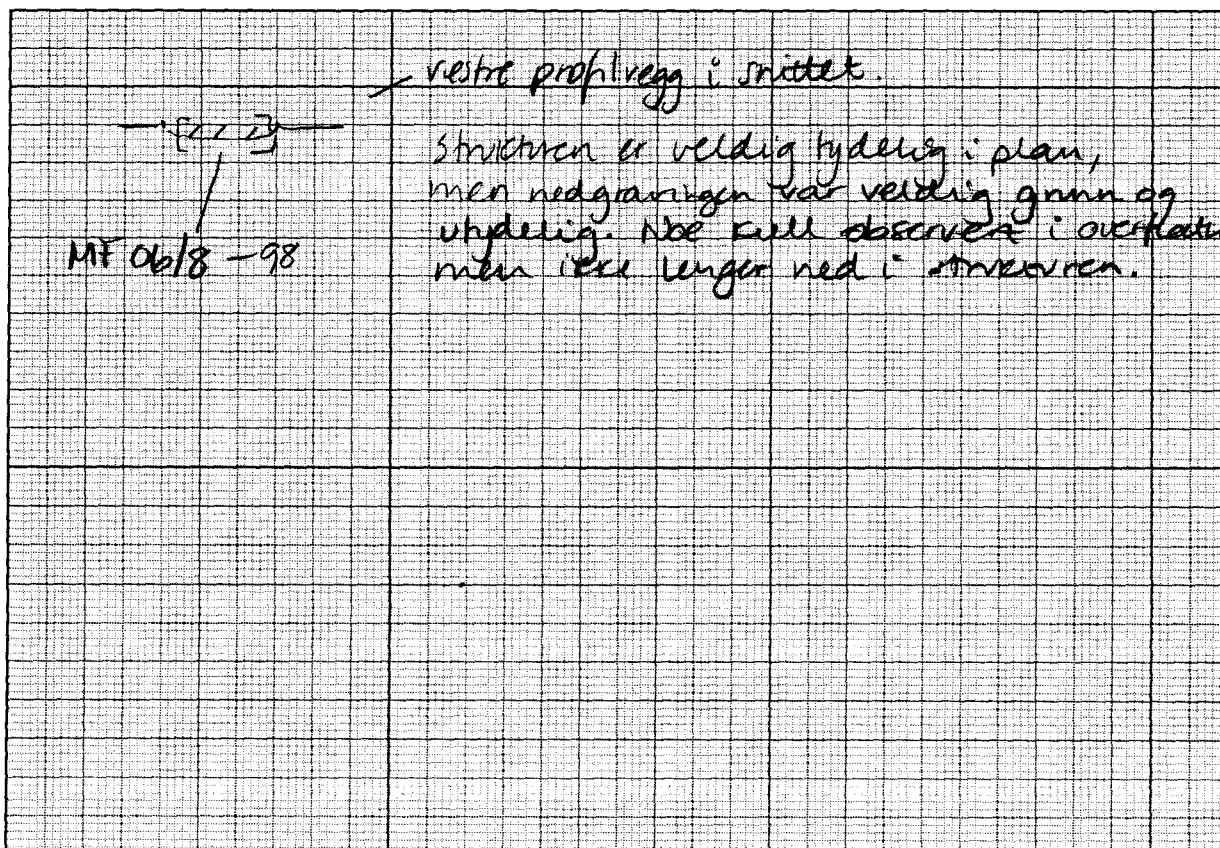 vestre profilvegg i snittet.
strukturen er veldig tydelig i plan,
men nedgravingen var veldig grunn og
utydelig. Noe kull observert i overflaten
men ikke lenger ned i strukturen.
MF 06/8 - 98